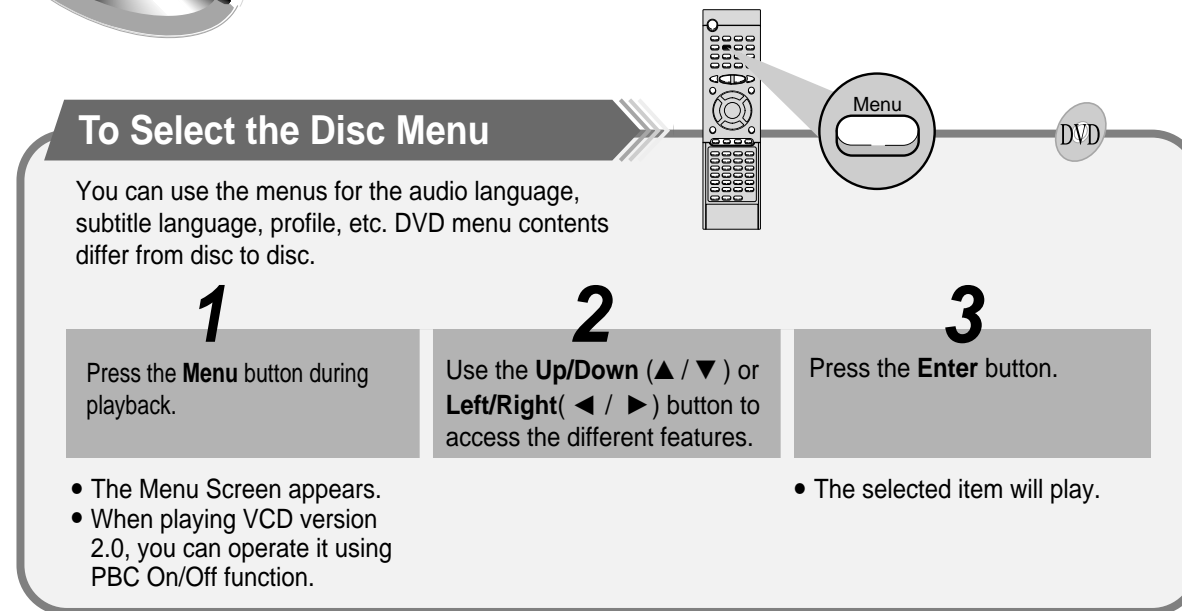 Menu
To Select the Disc Menu
DVD
You can use the menus for the audio language,
subtitle language, profile, etc. DVD menu contents
differ from disc to disc.
1
Press the Menu button during
playback.
2
Use the Up/Down (▲ / ▼ ) or
Left/Right( ◄ / ►) button to
access the different features.
3
Press the Enter button.
• The Menu Screen appears.
• When playing VCD version
2.0, you can operate it using
PBC On/Off function.
• The selected item will play.